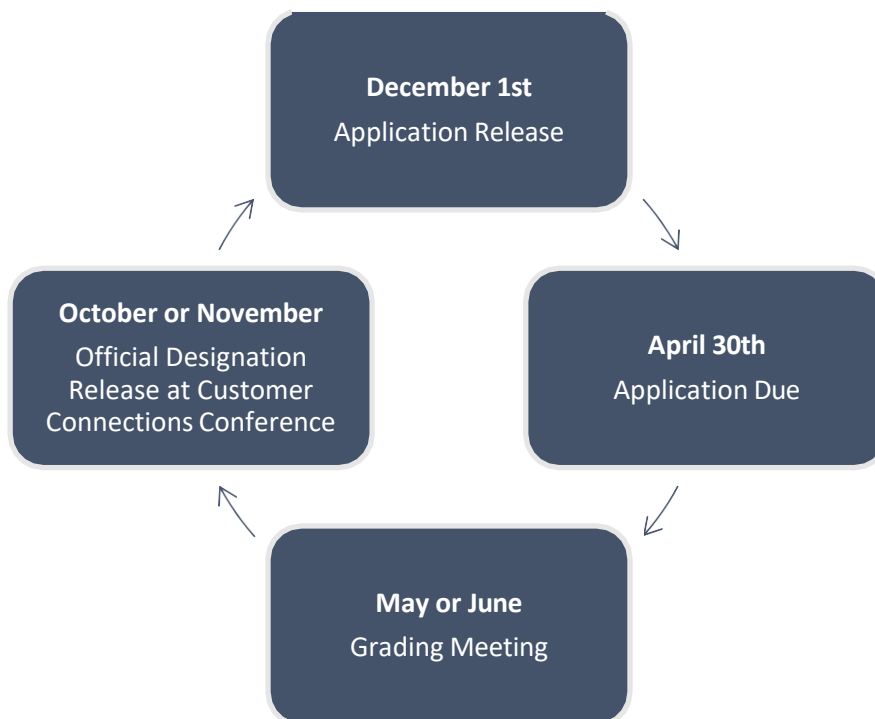 December 1st
Application Release
April 30th
Application Due
May or June
Grading Meeting
October or November
Official Designation
Release at Customer
Connections Conference